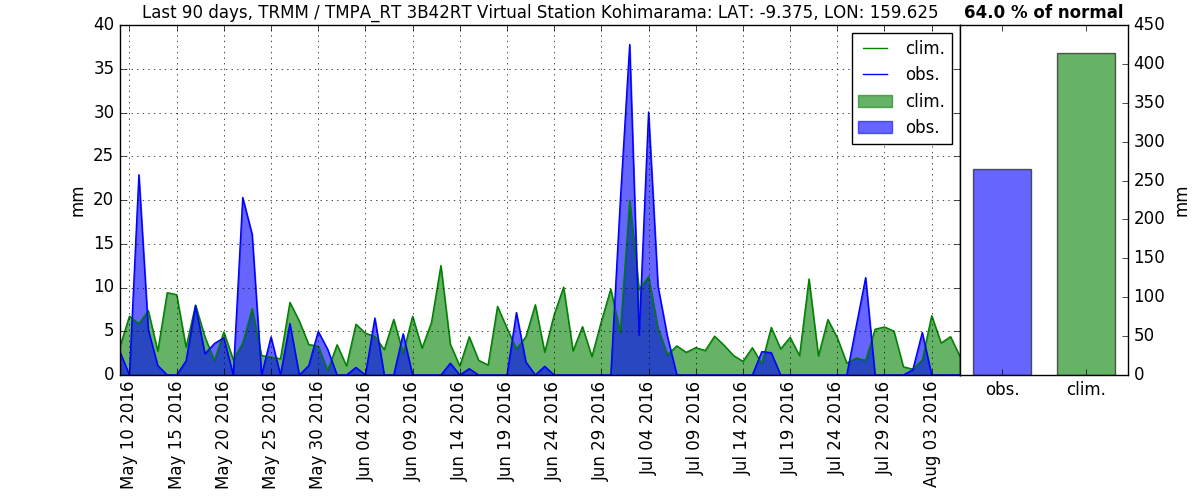 Last 90 days, TRMM / TMPA_RT 3B42RT Virtual Station Kohimarama: LAT: -9.375, LON: 159.625
64.0 % of normal
mm
40
35
30
25
20
15
10
5
0
clim.
obs.
clim.
obs.
May 10 2016
May 15 2016
May 20 2016
May 25 2016
May 30 2016
Jun 04 2016
Jun 09 2016
Jun 14 2016
Jun 19 2016
Jun 24 2016
Jun 29 2016
Jul 04 2016
Jul 09 2016
Jul 14 2016
Jul 19 2016
Jul 24 2016
Jul 29 2016
Aug 03 2016
obs.
clim.
450
400
350
300
250
200
150
100
50
0
mm